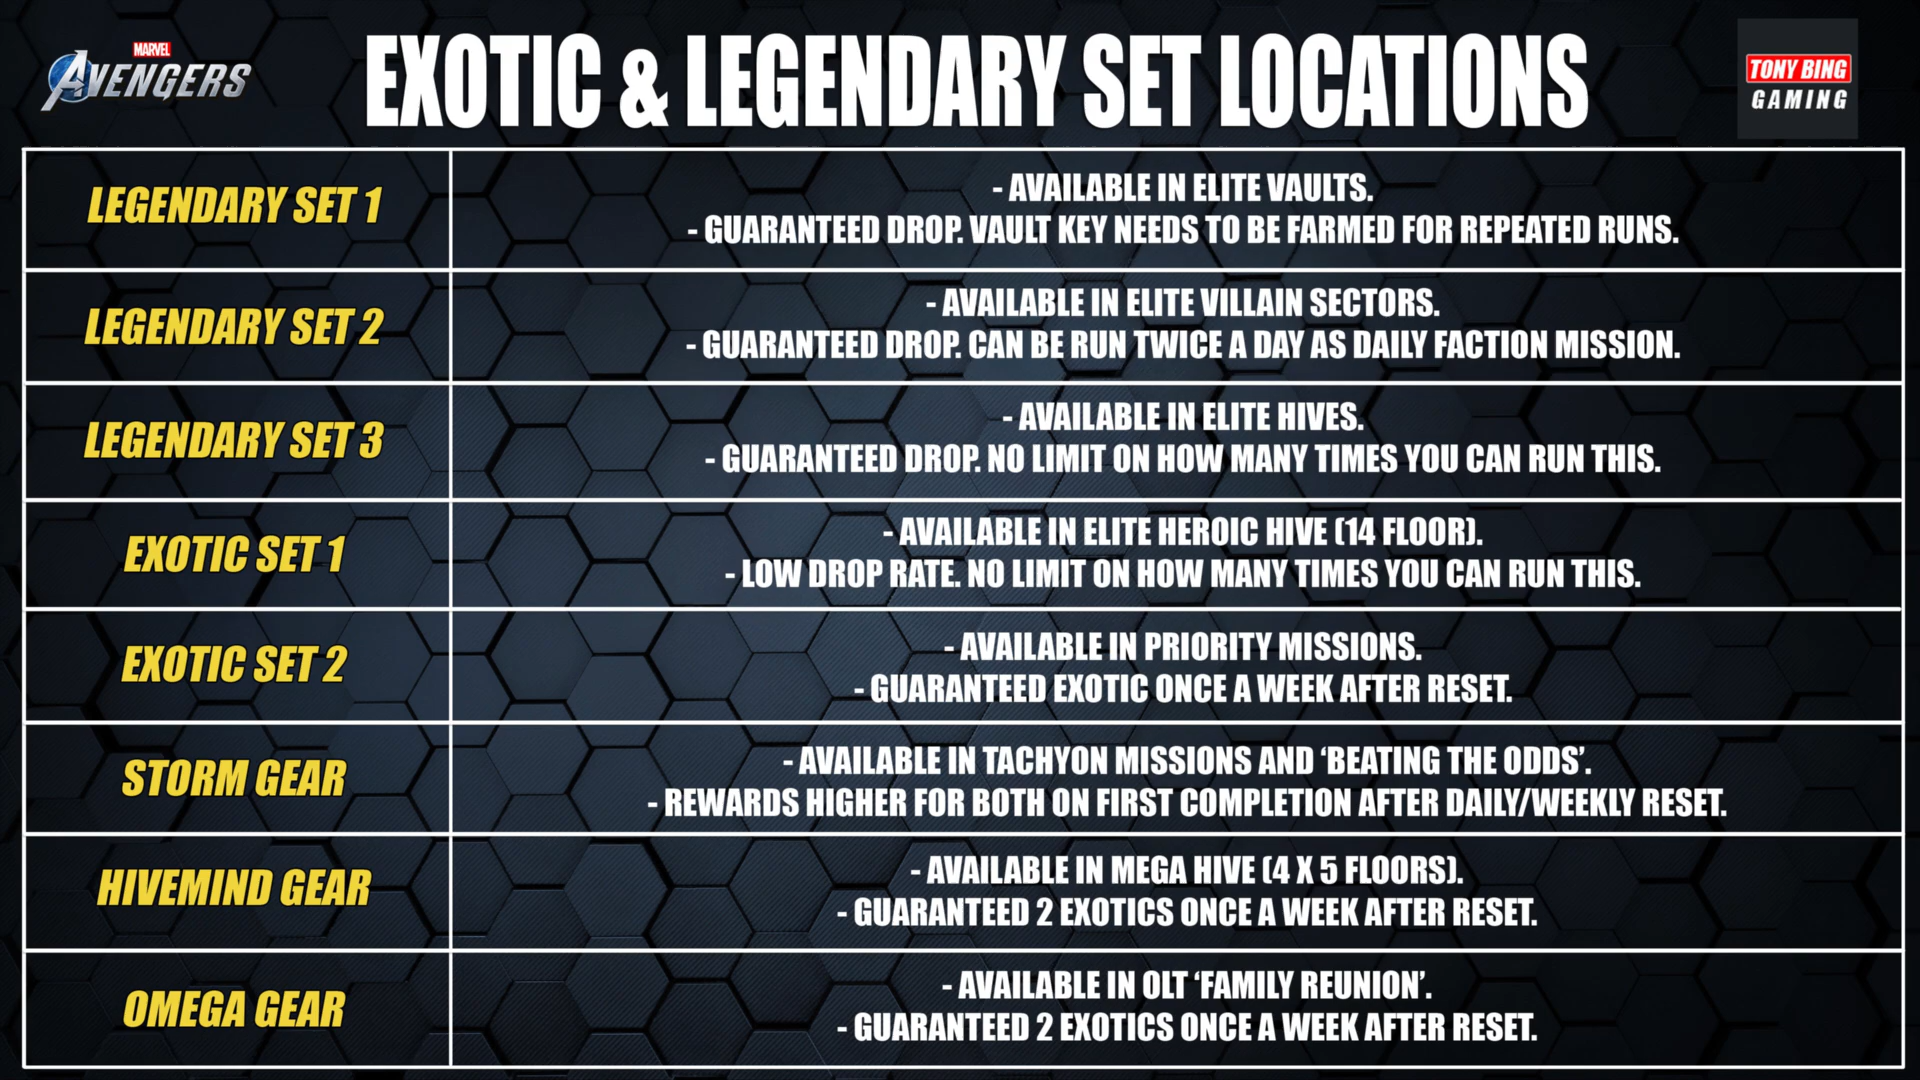 MARVEL
AVENGERS
EXOTIC & LEGENDARY SET LOCATIONS
TONY BING
GAMING
LEGENDARY SET 1
- AVAILABLE IN ELITE VAULTS.
- GUARANTEED DROP. VAULT KEY NEEDS TO BE FARMED FOR REPEATED RUNS.
LEGENDARY SET 2
- AVAILABLE IN ELITE VILLAIN SECTORS.
- GUARANTEED DROP. CAN BE RUN TWICE A DAY AS DAILY FACTION MISSION.
LEGENDARY SET 3
- AVAILABLE IN ELITE HIVES.
- GUARANTEED DROP. NO LIMIT ON HOW MANY TIMES YOU CAN RUN THIS.
EXOTIC SET 1
- AVAILABLE IN ELITE HEROIC HIVE (14 FLOOR).
- LOW DROP RATE. NO LIMIT ON HOW MANY TIMES YOU CAN RUN THIS.
EXOTIC SET 2
- AVAILABLE IN PRIORITY MISSIONS.
- GUARANTEED EXOTIC ONCE A WEEK AFTER RESET.
STORM GEAR
- AVAILABLE IN TACHYON MISSIONS AND ‘BEATING THE ODDS’.
- REWARDS HIGHER FOR BOTH ON FIRST COMPLETION AFTER DAILY/WEEKLY RESET.
HIVEMIND GEAR
- AVAILABLE IN MEGA HIVE (4 X 5 FLOORS).
- GUARANTEED 2 EXOTICS ONCE A WEEK AFTER RESET.
OMEGA GEAR
- AVAILABLE IN OLT ‘FAMILY REUNION’.
- GUARANTEED 2 EXOTICS ONCE A WEEK AFTER RESET.